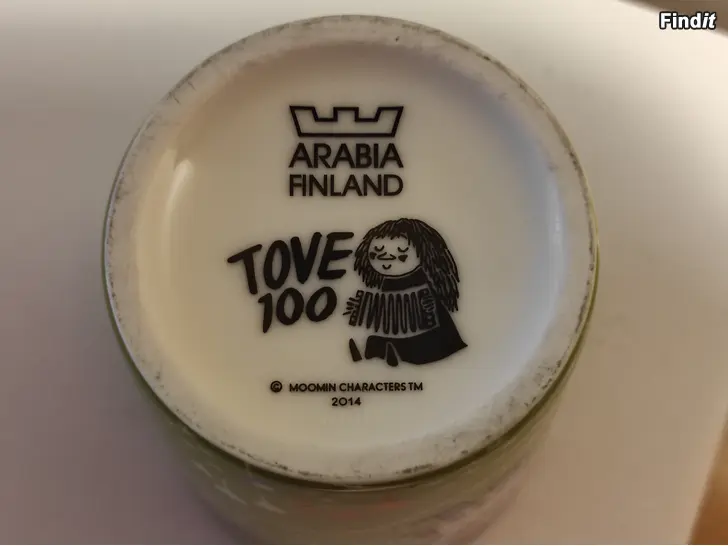 Findit
ARABIA
FINLAND
TOVE
100
© MOOMIN CHARACTERS TM
2014